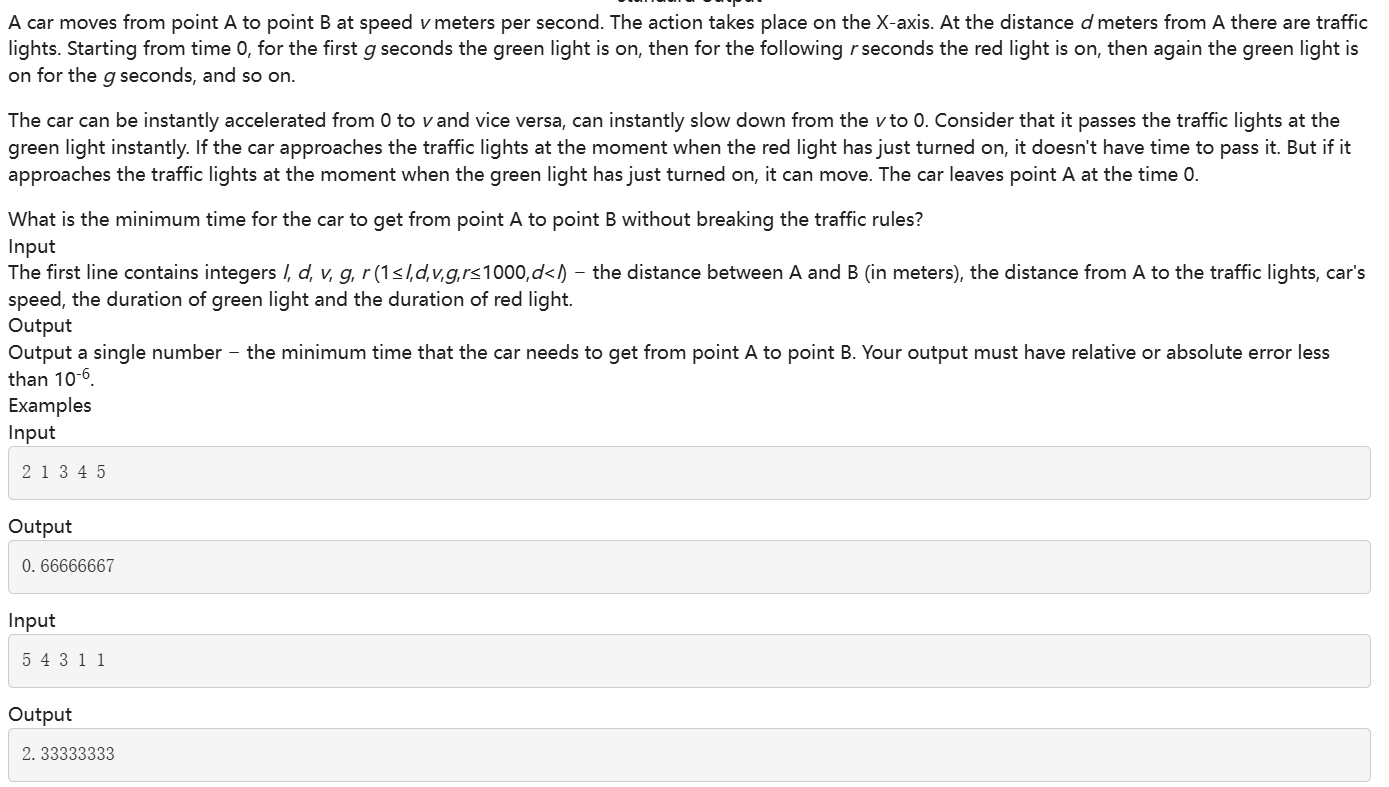 A car moves from point A to point B at speed v meters per second. The action takes place on the X-axis. At the distance d meters from A there are traffic
lights. Starting from time 0, for the first g seconds the green light is on, then for the following r seconds the red light is on, then again the green light is
on for the g seconds, and so on.
The car can be instantly accelerated from 0 to v and vice versa, can instantly slow down from the v to 0. Consider that it passes the traffic lights at the
green light instantly. If the car approaches the traffic lights at the moment when the red light has just turned on, it doesn't have time to pass it. But if it
approaches the traffic lights at the moment when the green light has just turned on, it can move. The car leaves point A at the time 0.
What is the minimum time for the car to get from point A to point B without breaking the traffic rules?
Input
The first line contains integers l, d, v, g, r (1≤l,d,v,g,r≤1000,d<l) − the distance between A and B (in meters), the distance from A to the traffic lights, car's
speed, the duration of green light and the duration of red light.
Output
Output a single number − the minimum time that the car needs to get from point A to point B. Your output must have relative or absolute error less
than 10-6.
Examples
Input
2 1 3 4 5
Output
0.66666667
Input
5 4 3 1 1
Output
2.33333333